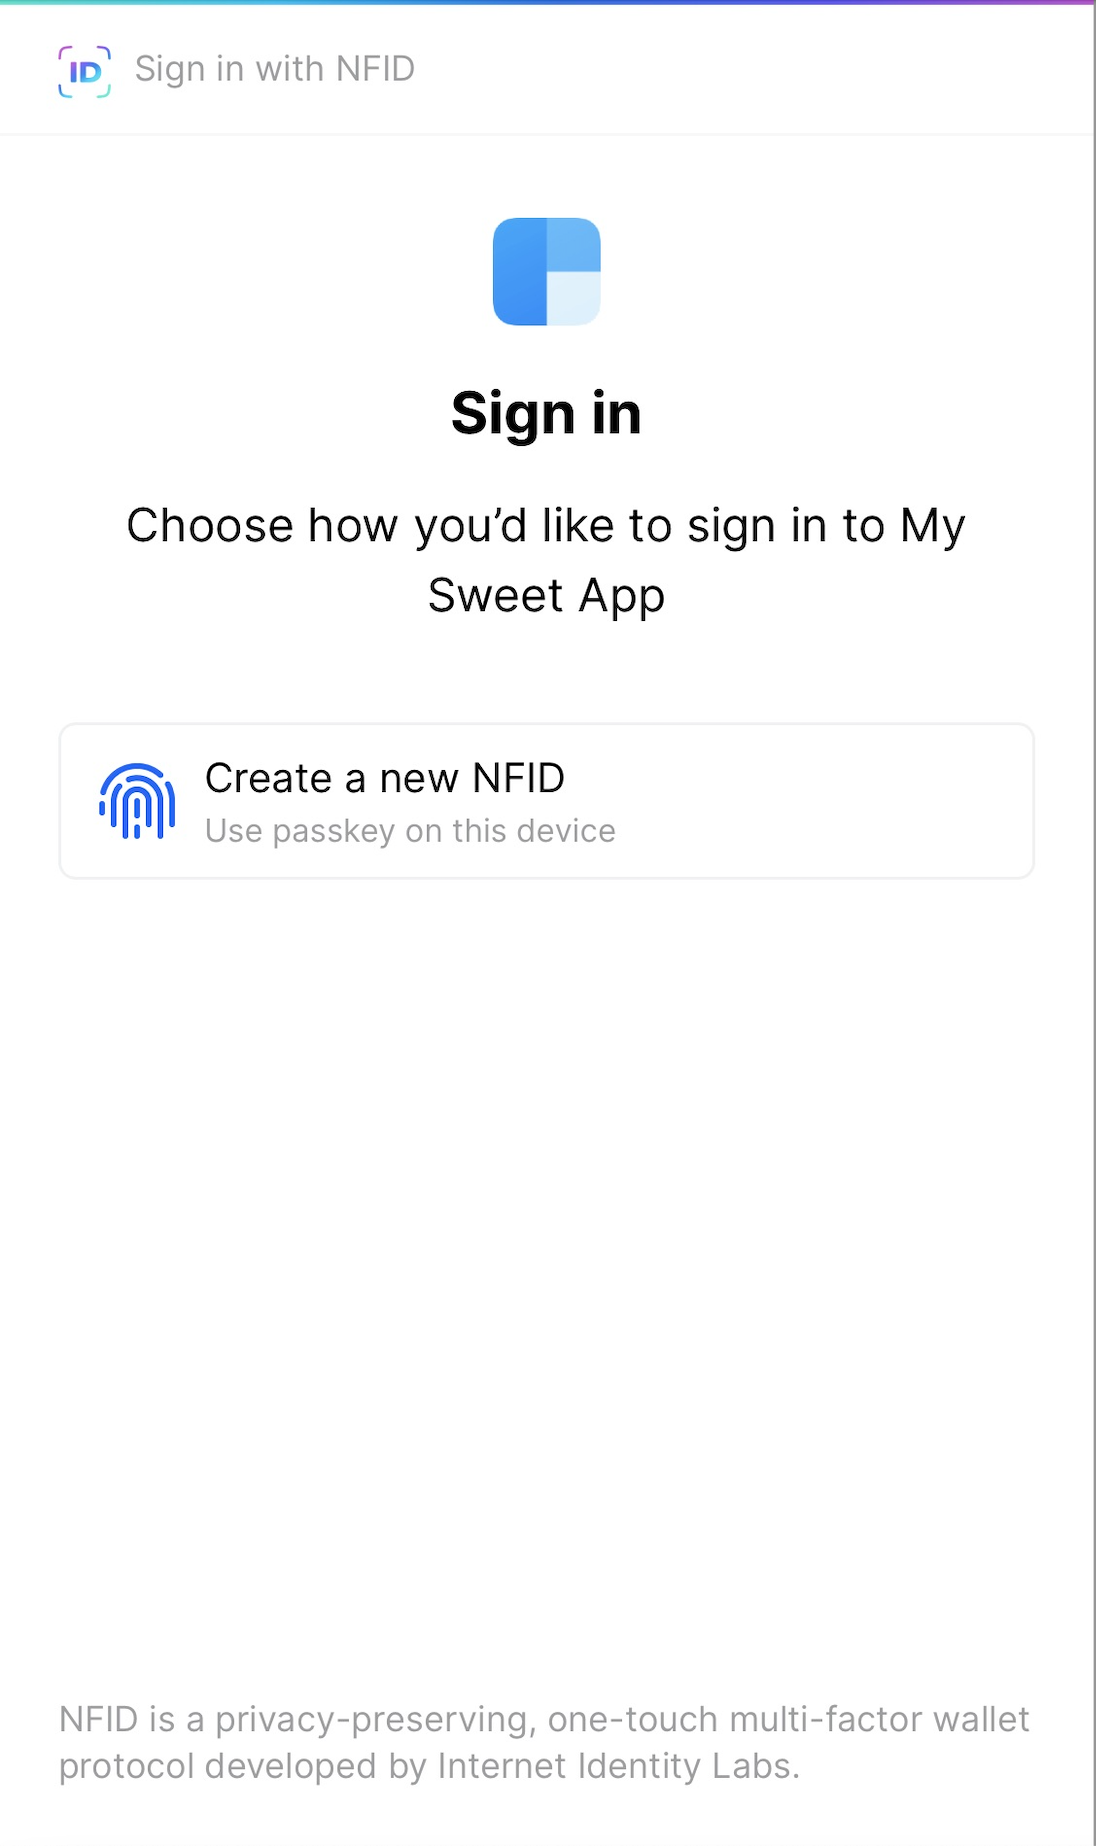 ID Sign in with NFID
Sign in
Choose how you’d like to sign in to My
Sweet App
Create a new NFID
Use passkey on this device
NFID is a privacy-preserving, one-touch multi-factor wallet
protocol developed by Internet Identity Labs.